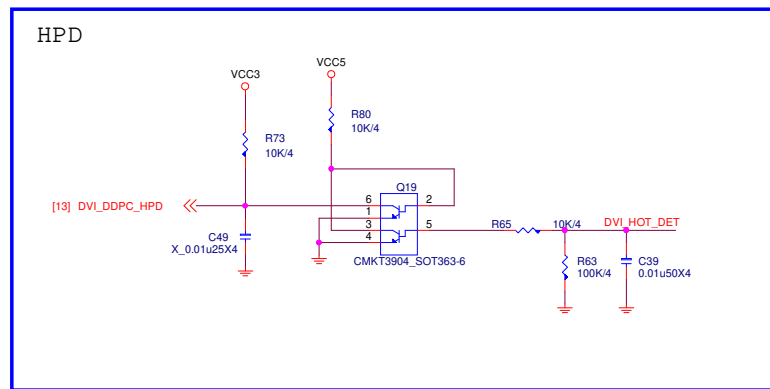 HPD
VCC3
VCC5
R80
10K/4
R73
10K/4
Q19
[13] DVI_DDPC_HPD
6
2
1
3
5
4
R65
10K/4
DVI_HOT_DET
C49
X_0.01u25X4
CMKT3904_SOT363-6
R63
100K/4
C39
0.01u50X4